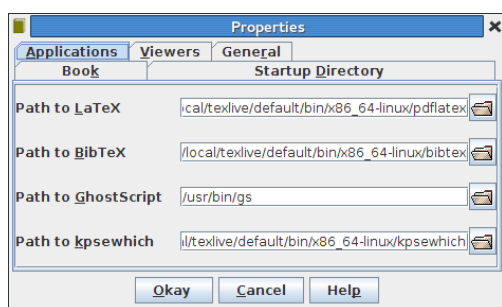 Properties
Applications Viewers General
Book Startup Directory
Path to LaTeX cal/texlive/default/bin/x86_64-linux/pdflatex
Path to BibTeX /local/texlive/default/bin/x86_64-linux/bibtex
Path to GhostScript /usr/bin/gs
Path to kpsewhich l/texlive/default/bin/x86_64-linux/kpsewhich
Okay Cancel Help